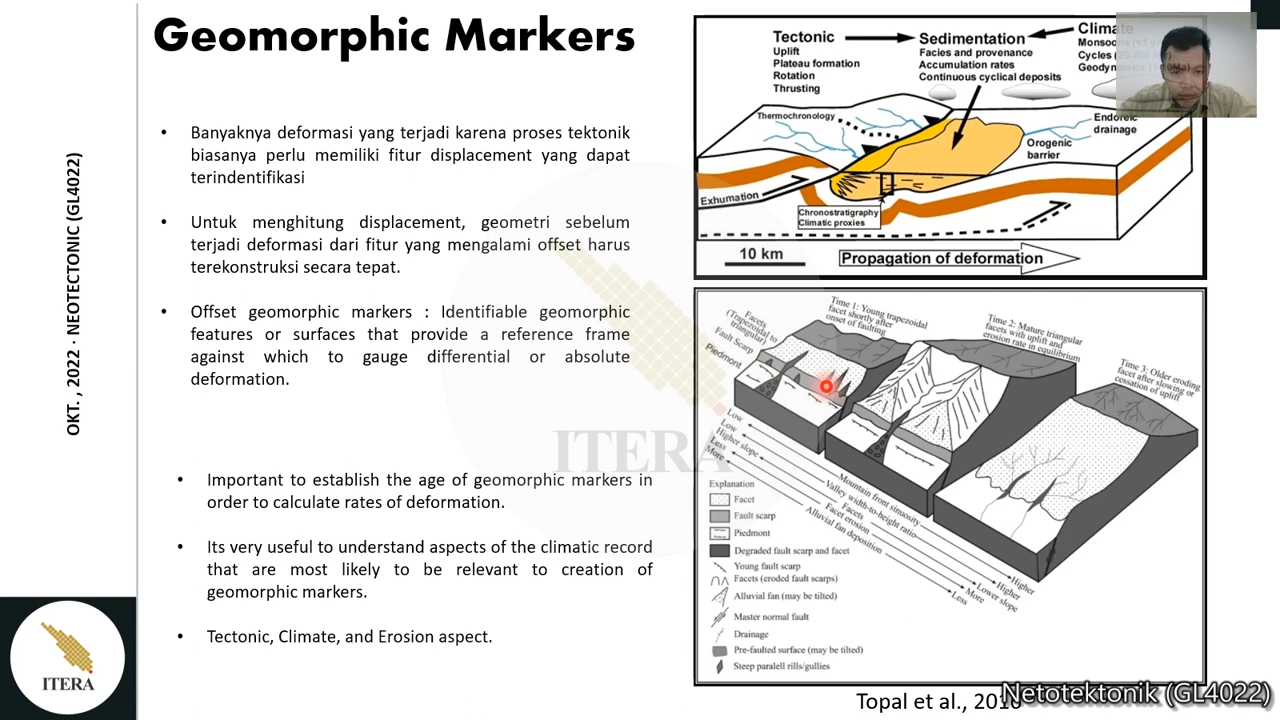 Geomorphic Markers
OKT. , 2022 · NEOTECTONIC (GL4022)
• Banyaknya deformasi yang terjadi karena proses tektonik
biasanya perlu memiliki fitur displacement yang dapat
terindentifikasi
• Untuk menghitung displacement, geometri sebelum
terjadi deformasi dari fitur yang mengalami offset harus
terekonstruksi secara tepat.
• Offset geomorphic markers : Identifiable geomorphic
features or surfaces that provide a reference frame
against which to gauge differential or absolute
deformation.
• Important to establish the age of geomorphic markers in
order to calculate rates of deformation.
• Its very useful to understand aspects of the climatic record
that are most likely to be relevant to creation of
geomorphic markers.
• Tectonic, Climate, and Erosion aspect.
ITERA
ITERA
Tectonic
Uplift
Plateau formation
Rotation
Thrusting
Sedimentation
Facies and provenance
Accumulation rates
Continuous cyclical deposits
Climate
Monsoons
Cycles
Geodynamics
Thermochronology
Endoreic
drainage
Orogenic
barrier
Exhumation
Chronostratigraphy
Climatic proxies
10 km
Propagation of deformation
Time 1: Young trapezoidal
facet shortly after
onset of faulting
Time 2: Mature triangular
facets with uplift and
erosion rate in equilibrium
Time 3: Older eroding
facet after slowing or
cessation of uplift
Facets
(Trapezoidal to
triangular)
Fault Scarp
Piedmont
Low
Low
Higher slope
Less
More
Mountain front sinuosity
Valley width-to-height ratio
Facets
Facet erosion
Alluvial fan deposition
Higher
Higher
Lower slope
More
Less
Explanation
Facet
Fault scarp
Piedmont
Degraded fault scarp and facet
Young fault scarp
Facets (eroded fault scarps)
Alluvial fan (may be tilted)
Master normal fault
Drainage
Pre-faulted surface (may be tilted)
Steep paralell rills/gullies
Topal et al.,
Netotektonik (GL4022)